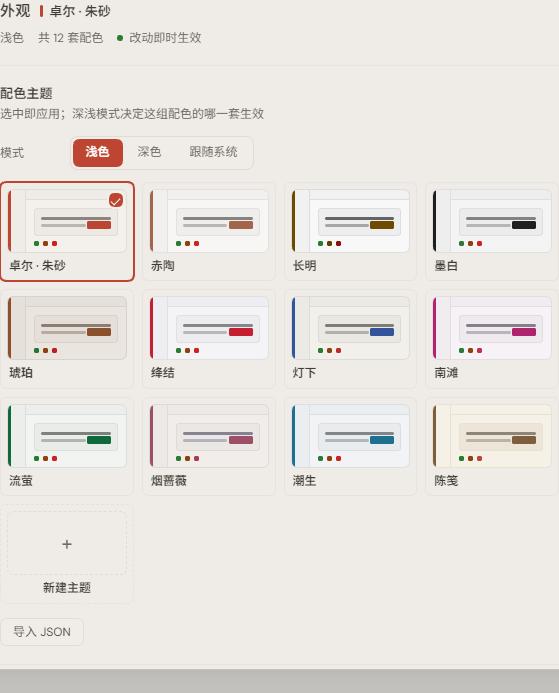 外观 卓尔 · 朱砂
浅色 共 12 套配色 改动即时生效
配色主题
选中即应用；深浅模式决定这组配色的哪一套生效
模式 浅色 深色 跟随系统
卓尔 · 朱砂 赤陶 长明 墨白
琥珀 绛结 灯下 南滩
流萤 烟蔷薇 潮生 陈笺
+
新建主题
导入 JSON